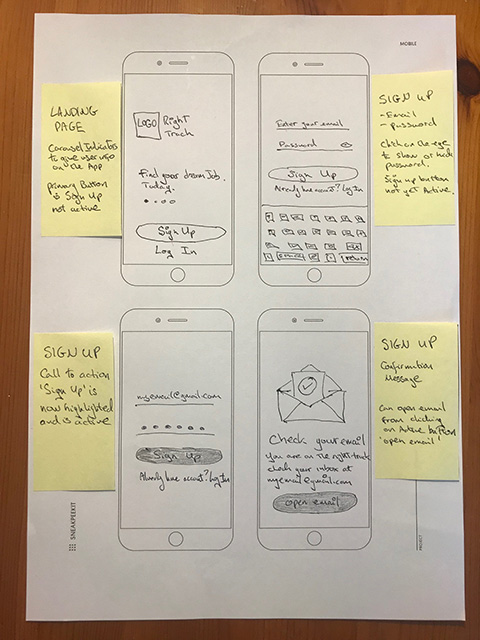 MOBILE
LANDING
PAGE
Carousel Indicators
to give user info
on the App
Primary Button
is Sign Up
not active
LOGO
Right
Track
Find your dream Job.
Today.
Sign Up
Log In
Enter your email
Password
Sign Up
Already have account? Log In
return
SIGN UP
- Email
- Password
click on the eye
to show or hide
password.
Sign up button
not yet Active.
SIGN UP
Call to action
'Sign Up' is
now highlighted
and is active
myemail@gmail.com
Sign Up
Already have account? Log In
Check your email
You are on the right track
check your inbox at
myemail@gmail.com
open email
SIGN UP
Confirmation
Message
Can open email
from clicking
on Active button
'open email'
SNEAKPEEKIT
PROJECT